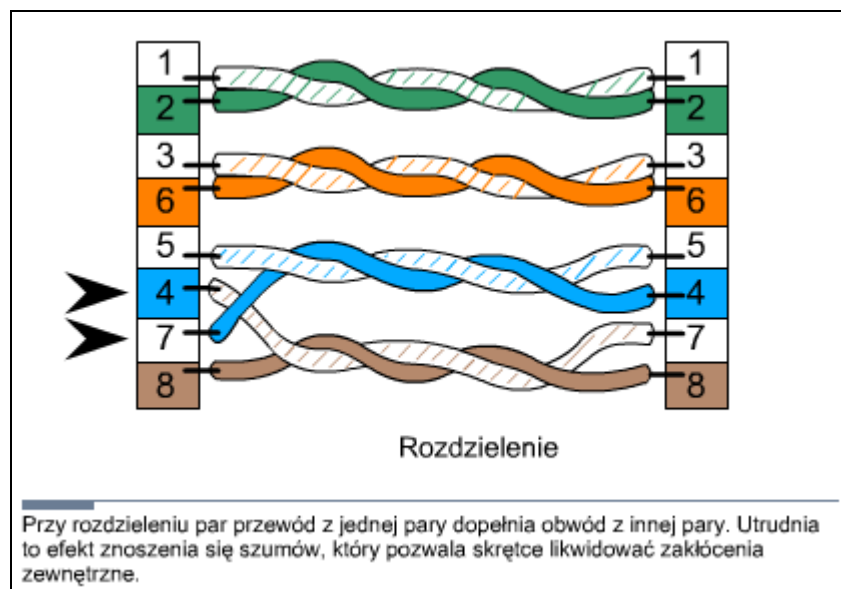 1 1
2 2
3 3
6 6
5 5
4 4
7 7
8 8
Rozdzielenie
Przy rozdzieleniu par przewód z jednej pary dopełnia obwód z innej pary. Utrudnia
to efekt znoszenia się szumów, który pozwala skrętce likwidować zakłócenia
zewnętrzne.